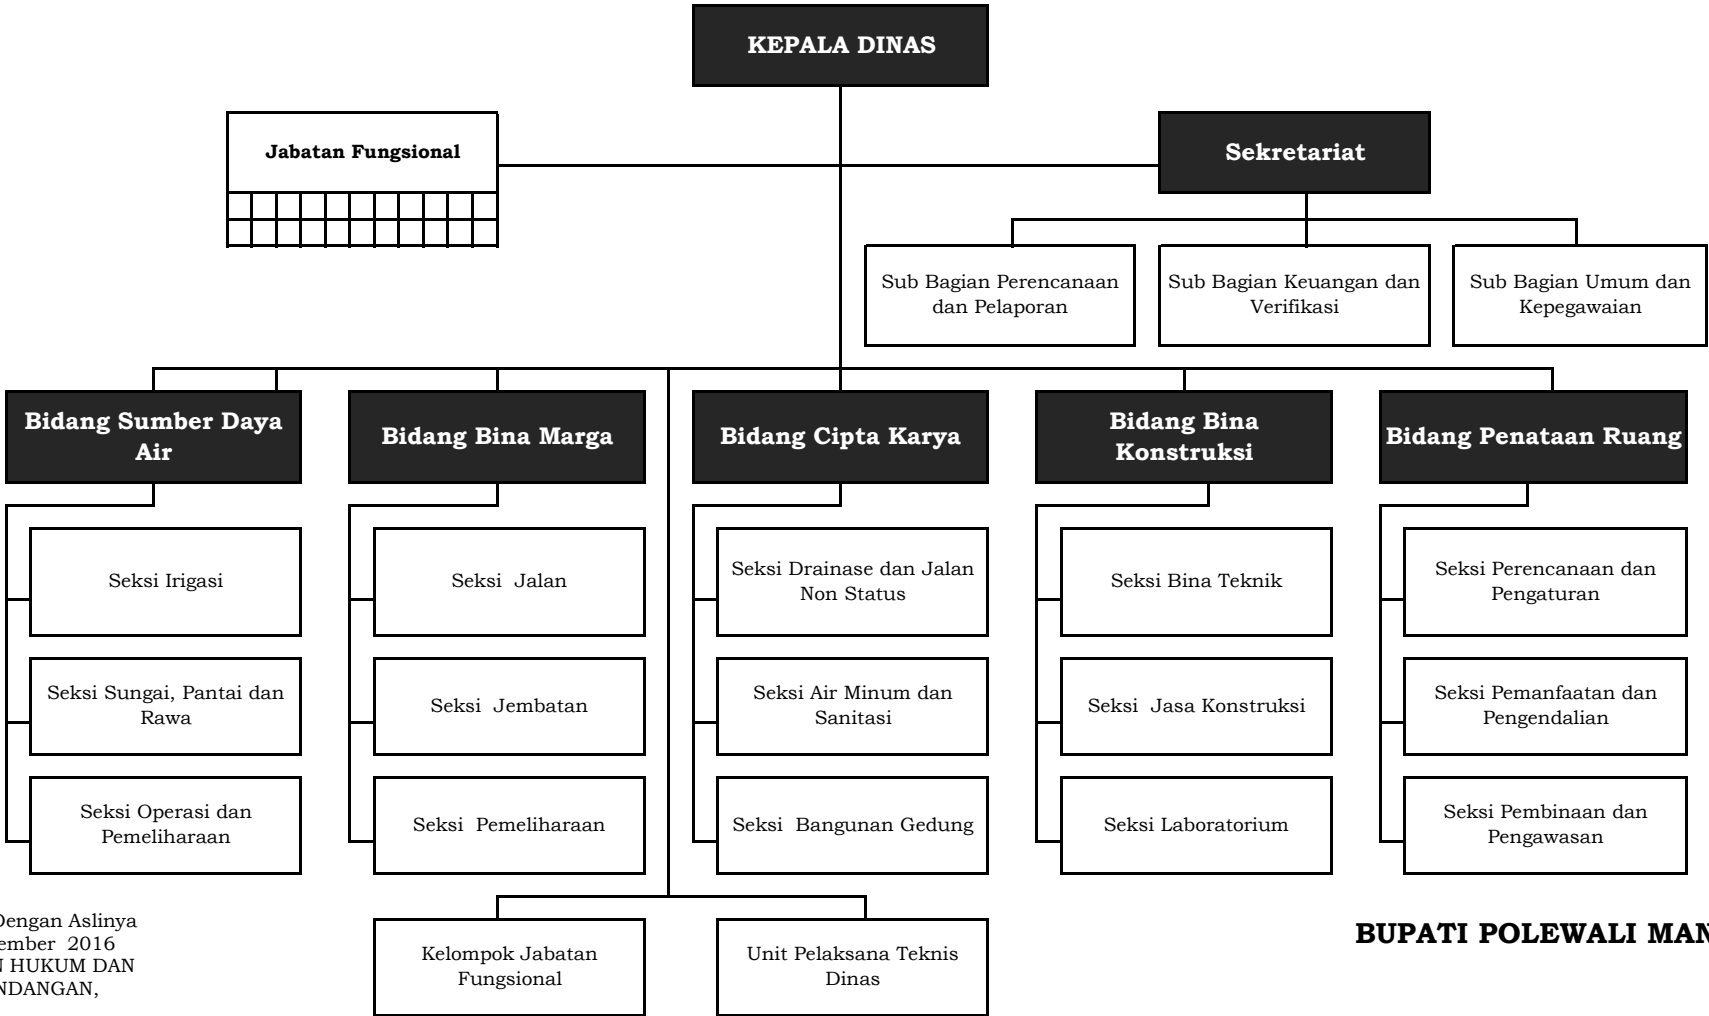 KEPALA DINAS
Jabatan Fungsional
Sekretariat
Sub Bagian Perencanaan
dan Pelaporan
Sub Bagian Keuangan dan
Verifikasi
Sub Bagian Umum dan
Kepegawaian
Bidang Sumber Daya
Air
Bidang Bina Marga
Bidang Cipta Karya
Bidang Bina
Konstruksi
Bidang Penataan Ruang
Seksi Irigasi
Seksi Jalan
Seksi Drainase dan Jalan
Non Status
Seksi Bina Teknik
Seksi Perencanaan dan
Pengaturan
Seksi Sungai, Pantai dan
Rawa
Seksi Jembatan
Seksi Air Minum dan
Sanitasi
Seksi Jasa Konstruksi
Seksi Pemanfaatan dan
Pengendalian
Seksi Operasi dan
Pemeliharaan
Seksi Pemeliharaan
Seksi Bangunan Gedung
Seksi Laboratorium
Seksi Pembinaan dan
Pengawasan
Dengan Aslinya
ember 2016
HUKUM DAN
NDANGAN,
Kelompok Jabatan
Fungsional
Unit Pelaksana Teknis
Dinas
BUPATI POLEWALI MAN